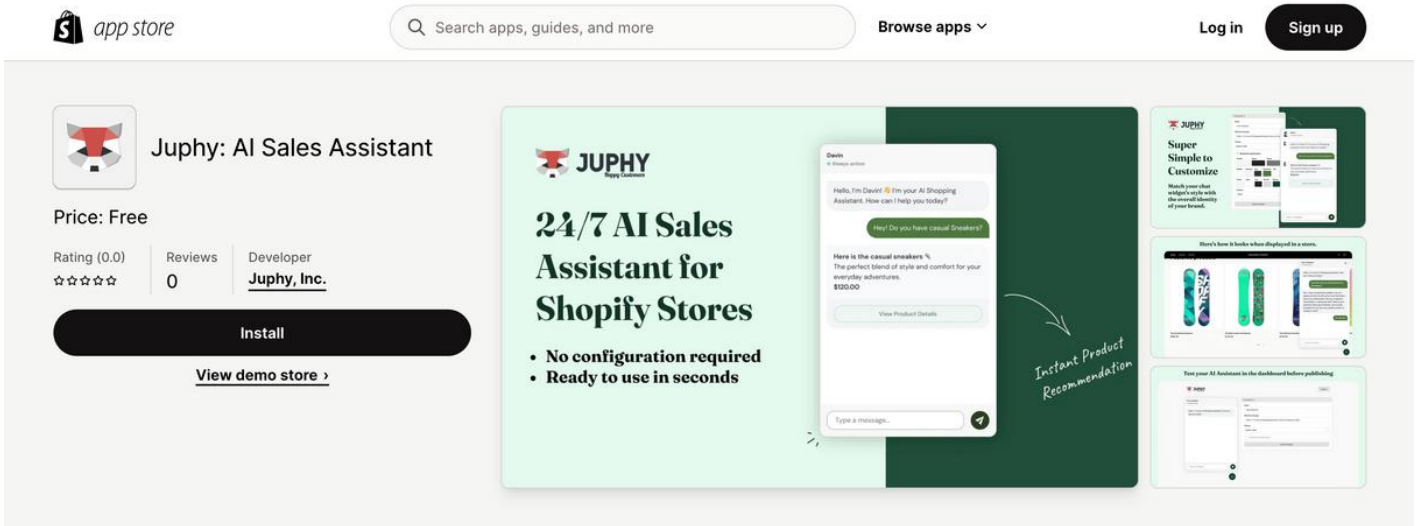 app store
Search apps, guides, and more
Browse apps
Log in
Sign up
Juphy: AI Sales Assistant
Price: Free
Rating (0.0)
Reviews
0
Developer
Juphy, Inc.
Install
View demo store ›
JUPHY
Happy Customers
24/7 AI Sales
Assistant for
Shopify Stores
• No configuration required
• Ready to use in seconds
Davin
Always active
Hello, I'm Davin! 👋 I'm your AI Shopping
Assistant. How can I help you today?
Hey! Do you have casual Sneakers?
Here is the casual sneakers
The perfect blend of style and comfort for your
everyday adventures.
$120.00
View Product Details
Type a message..
Instant Product
Recommendation
JUPHY
Super
Simple to
Customize
Match your chat
widget's style with
the overall identity
of your brand.
Here's how it looks when displayed in a store.
Test your AI Assistant in the dashboard before publishing
JUPHY